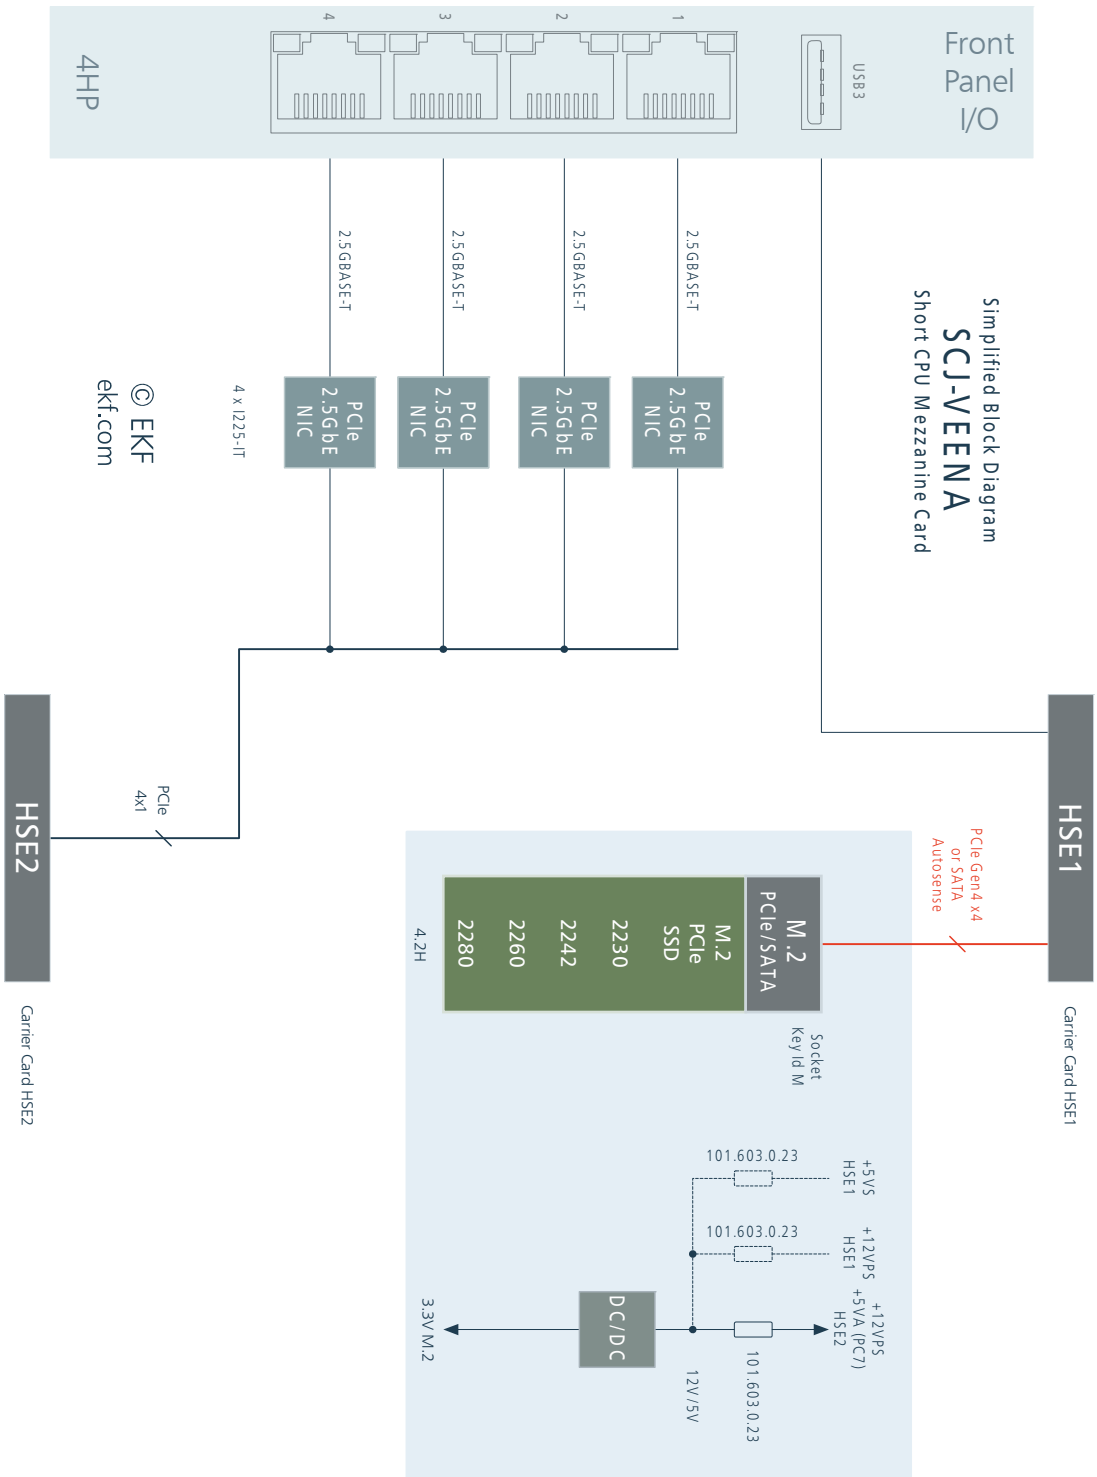 Front
Panel
I/O
USB3
1
2
3
4
4HP
Simplified Block Diagram
SCJ-VEENA
Short CPU Mezzanine Card
2.5GBASE-T
2.5GBASE-T
2.5GBASE-T
2.5GBASE-T
PCIe
2.5GbE
NIC
PCIe
2.5GbE
NIC
PCIe
2.5GbE
NIC
PCIe
2.5GbE
NIC
4 x I225-IT
© EKF
ekf.com
HSE1
Carrier Card HSE1
PCIe Gen4 x4
or SATA
Autosense
HSE2
Carrier Card HSE2
PCIe
4x1
M.2
PCIe/SATA
Socket
Key Id M
M.2
PCIe
SSD
2230
2242
2260
2280
4.2H
+5VS
HSE1
101.603.0.23
+12VPS
HSE1
101.603.0.23
+12VPS
+5VA (PC7)
HSE2
101.603.0.23
12V/5V
DC/DC
3.3V M.2